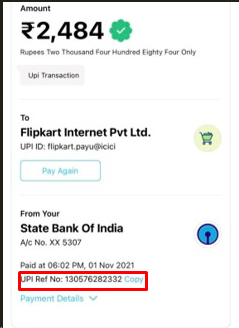 Amount
₹2,484
Rupees Two Thousand Four Hundred Eighty Four Only
Upi Transaction
To
Flipkart Internet Pvt Ltd.
UPI ID: flipkart.payu@icici
Pay Again
From Your
State Bank Of India
A/c No. XX 5307
Paid at 06:02 PM, 01 Nov 2021
UPI Ref No: 130576282332 Copy
Payment Details